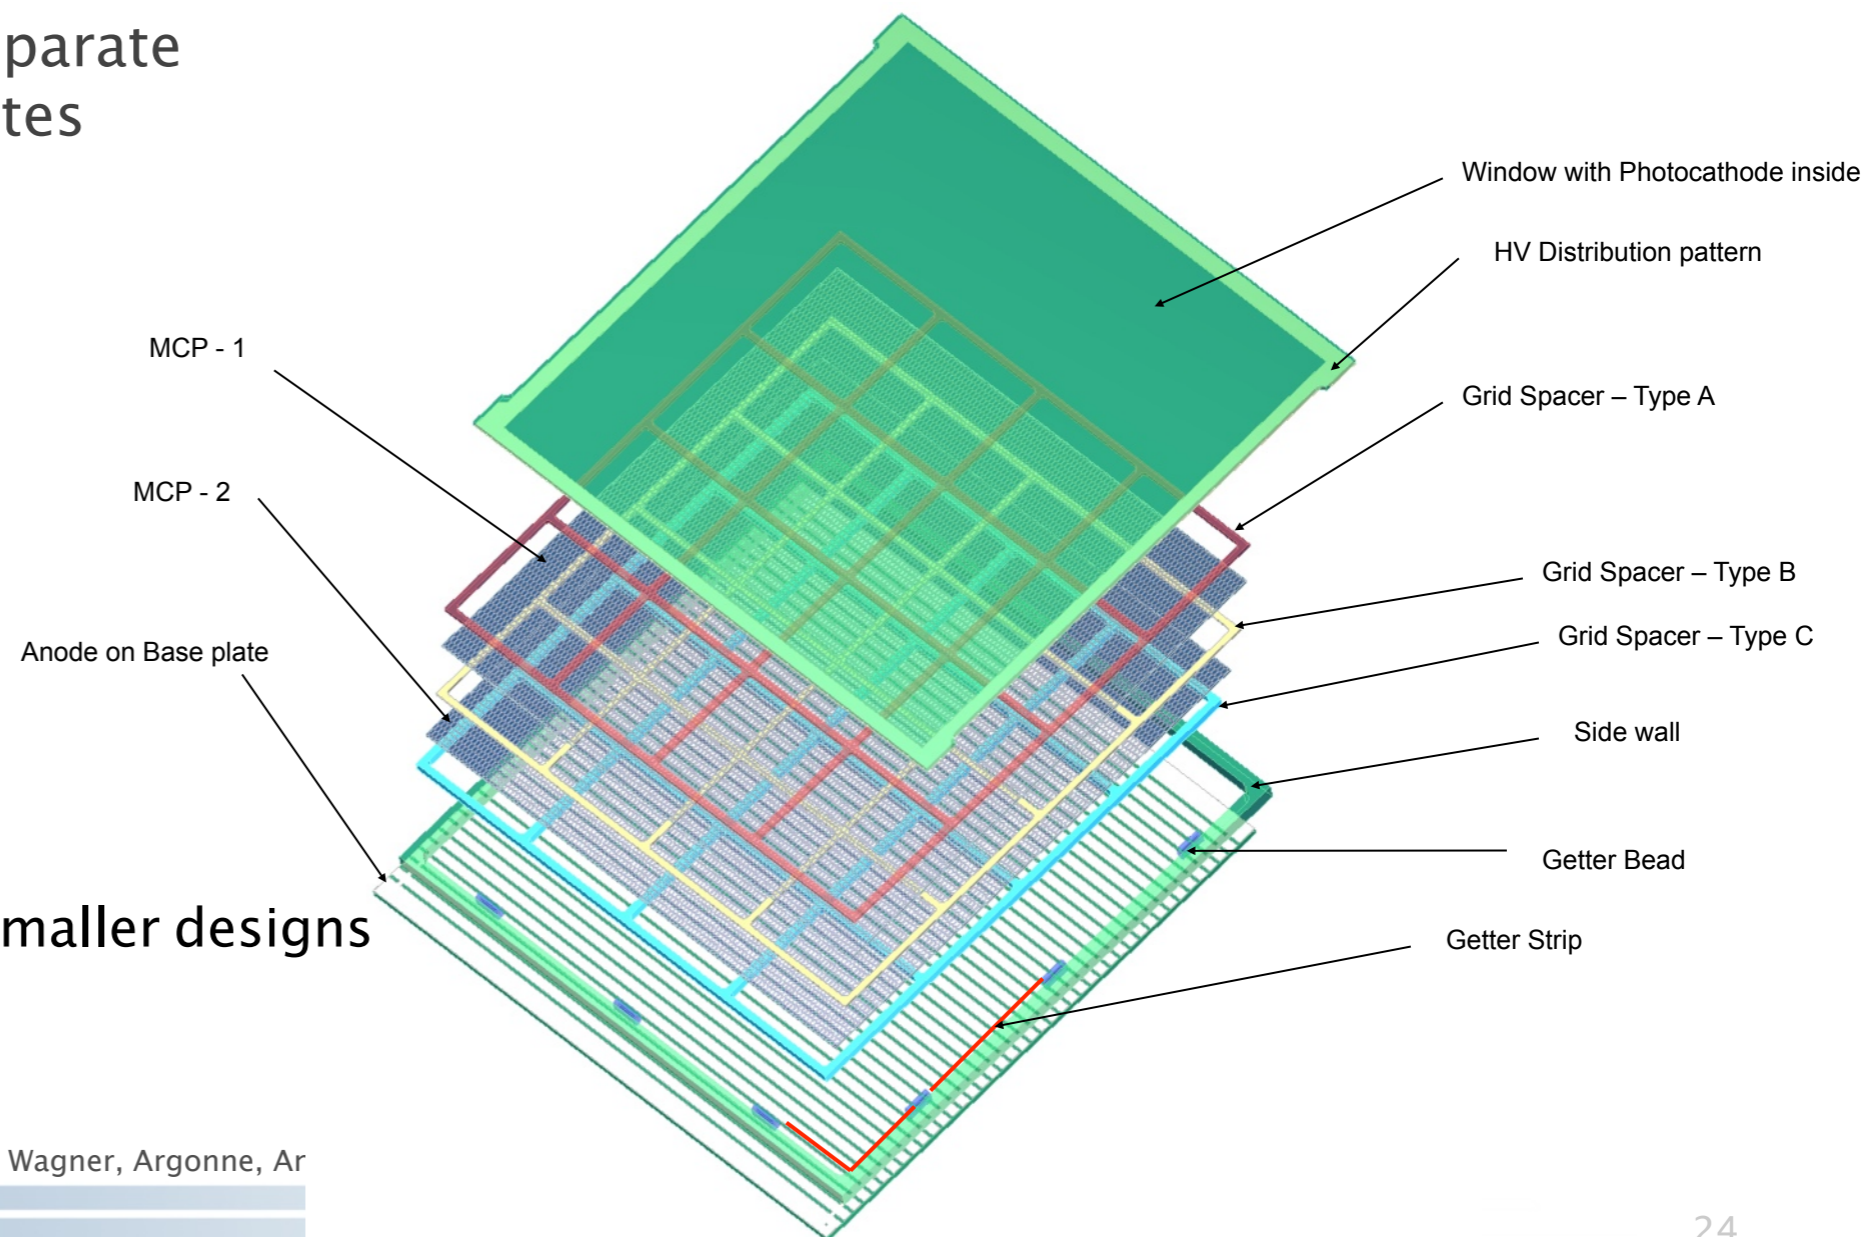 parate
tes
Window with Photocathode inside
HV Distribution pattern
MCP - 1
Grid Spacer – Type A
MCP - 2
Grid Spacer – Type B
Grid Spacer – Type C
Anode on Base plate
Side wall
Getter Bead
maller designs
Getter Strip
Wagner, Argonne, Ar
24